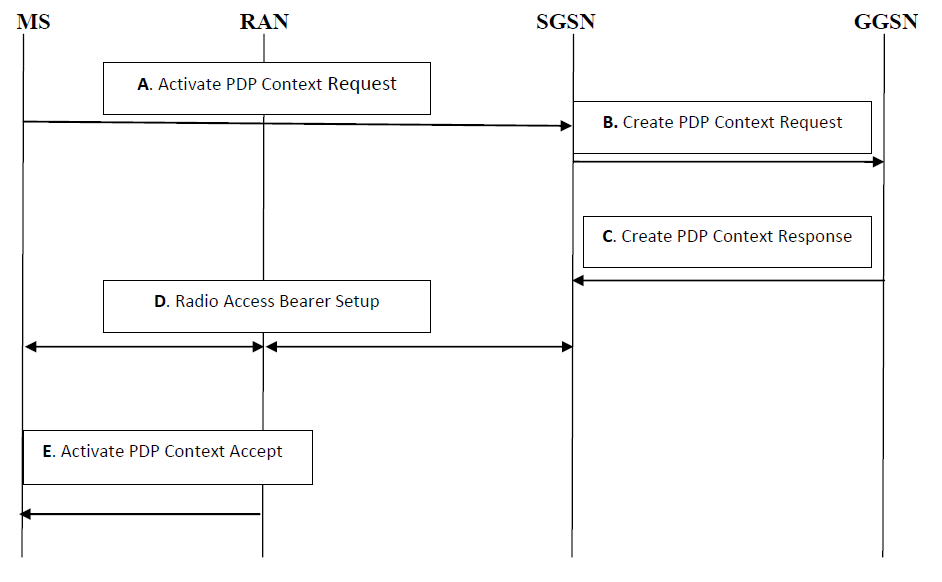 MS RAN SGSN GGSN
A. Activate PDP Context Request
B. Create PDP Context Request
C. Create PDP Context Response
D. Radio Access Bearer Setup
E. Activate PDP Context Accept